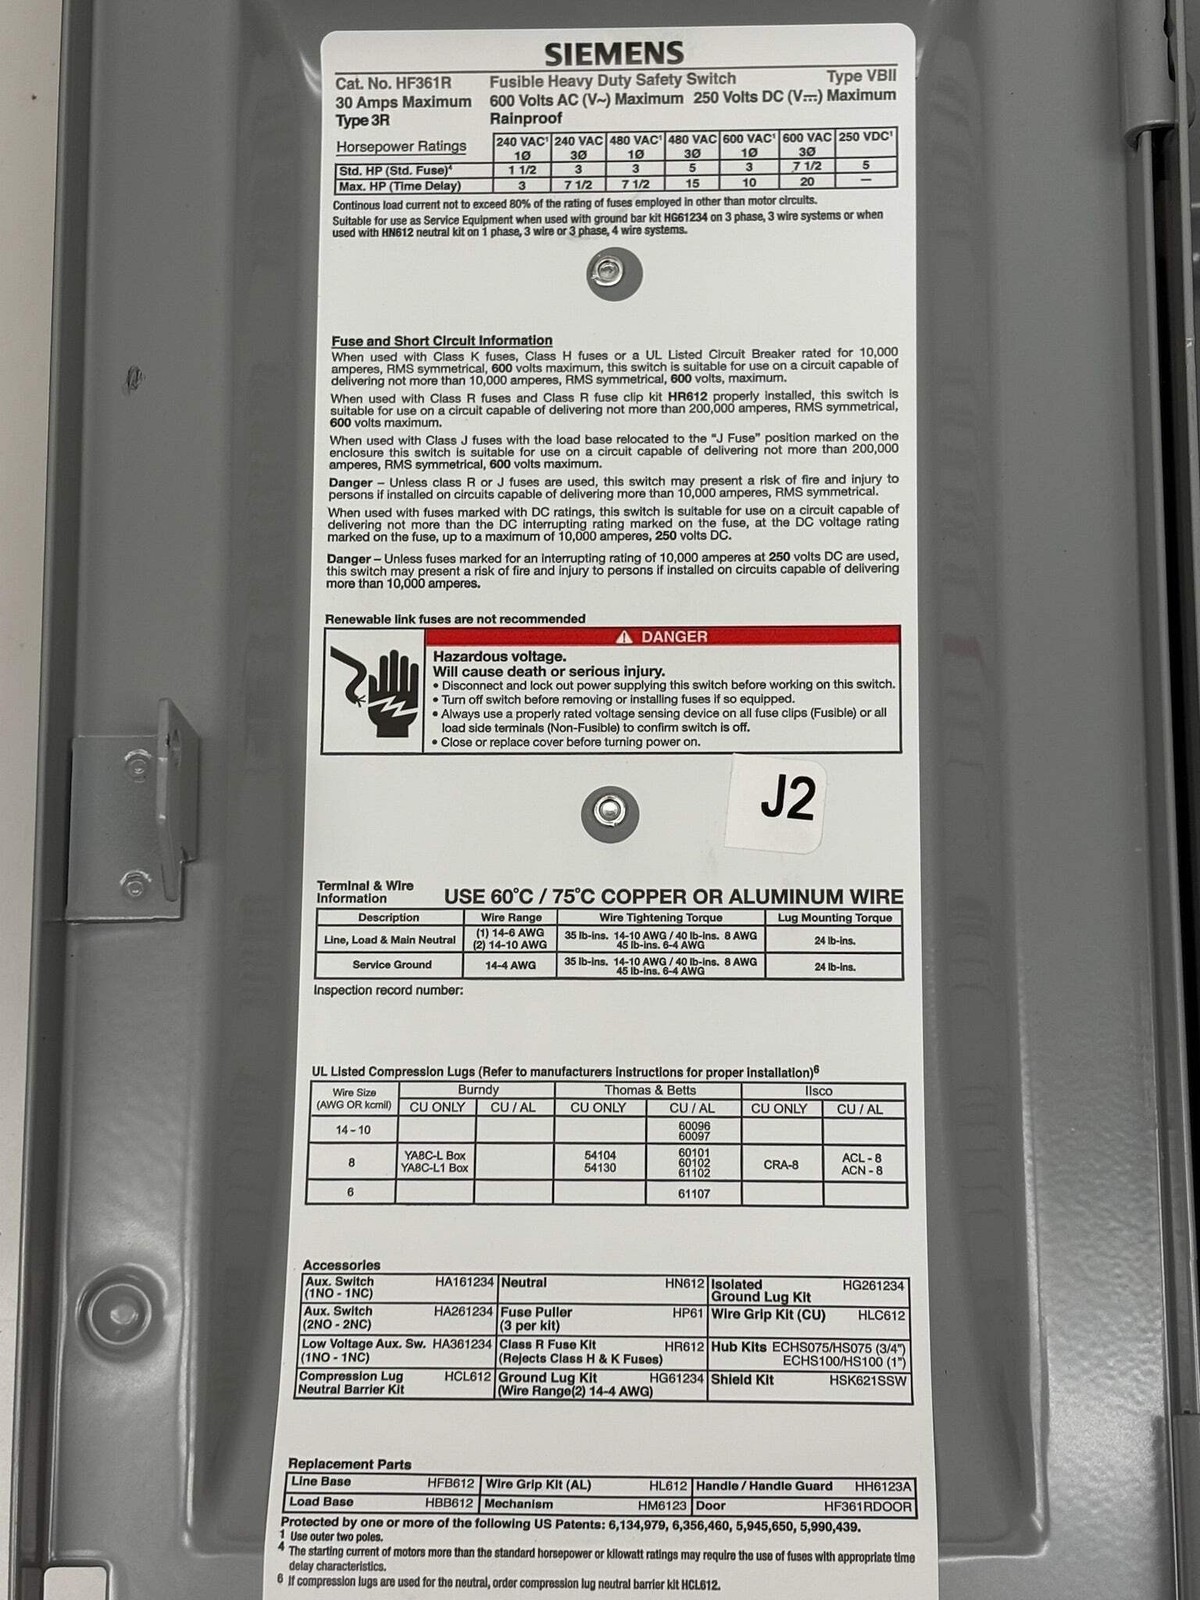 SIEMENS
Cat. No. HF361R Fusible Heavy Duty Safety Switch Type VBII
30 Amps Maximum 600 Volts AC (V~) Maximum 250 Volts DC (V⎓) Maximum
Type 3R Rainproof
Horsepower Ratings 240 VAC¹ 1Ø 240 VAC 3Ø 480 VAC¹ 1Ø 480 VAC 3Ø 600 VAC¹ 1Ø 600 VAC 3Ø 250 VDC¹
Std. HP (Std. Fuse)⁴ 1 1/2 3 3 5 3 7 1/2 5
Max. HP (Time Delay) 3 7 1/2 7 1/2 15 10 20 —
Continous load current not to exceed 80% of the rating of fuses employed in other than motor circuits.
Suitable for use as Service Equipment when used with ground bar kit HG61234 on 3 phase, 3 wire systems or when
used with HN612 neutral kit on 1 phase, 3 wire or 3 phase, 4 wire systems.
Fuse and Short Circuit Information
When used with Class K fuses, Class H fuses or a UL Listed Circuit Breaker rated for 10,000
amperes, RMS symmetrical, 600 volts maximum, this switch is suitable for use on a circuit capable of
delivering not more than 10,000 amperes, RMS symmetrical, 600 volts, maximum.
When used with Class R fuses and Class R fuse clip kit HR612 properly installed, this switch is
suitable for use on a circuit capable of delivering not more than 200,000 amperes, RMS symmetrical,
600 volts maximum.
When used with Class J fuses with the load base relocated to the "J Fuse" position marked on the
enclosure this switch is suitable for use on a circuit capable of delivering not more than 200,000
amperes, RMS symmetrical, 600 volts maximum.
Danger – Unless class R or J fuses are used, this switch may present a risk of fire and injury to
persons if installed on circuits capable of delivering more than 10,000 amperes, RMS symmetrical.
When used with fuses marked with DC ratings, this switch is suitable for use on a circuit capable of
delivering not more than the DC interrupting rating marked on the fuse, at the DC voltage rating
marked on the fuse, up to a maximum of 10,000 amperes, 250 volts DC.
Danger – Unless fuses marked for an interrupting rating of 10,000 amperes at 250 volts DC are used,
this switch may present a risk of fire and injury to persons if installed on circuits capable of delivering
more than 10,000 amperes.
Renewable link fuses are not recommended
⚠ DANGER
Hazardous voltage.
Will cause death or serious injury.
• Disconnect and lock out power supplying this switch before working on this switch.
• Turn off switch before removing or installing fuses if so equipped.
• Always use a properly rated voltage sensing device on all fuse clips (Fusible) or all
load side terminals (Non-Fusible) to confirm switch is off.
• Close or replace cover before turning power on.
J2
Terminal & Wire
Information USE 60°C / 75°C COPPER OR ALUMINUM WIRE
Description Wire Range Wire Tightening Torque Lug Mounting Torque
Line, Load & Main Neutral (1) 14-6 AWG (2) 14-10 AWG 35 lb-ins. 14-10 AWG / 40 lb-ins. 8 AWG 45 lb-ins. 6-4 AWG 24 lb-ins.
Service Ground 14-4 AWG 35 lb-ins. 14-10 AWG / 40 lb-ins. 8 AWG 45 lb-ins. 6-4 AWG 24 lb-ins.
Inspection record number:
UL Listed Compression Lugs (Refer to manufacturers Instructions for proper installation)⁶
Wire Size (AWG OR kcmil) Burndy Thomas & Betts Ilsco
CU ONLY CU / AL CU ONLY CU / AL CU ONLY CU / AL
14 - 10 60096 60097
8 YA8C-L Box YA8C-L1 Box 54104 54130 60101 60102 61102 CRA-8 ACL - 8 ACN - 8
6 61107
Accessories
Aux. Switch (1NO - 1NC) HA161234 Neutral HN612 Isolated Ground Lug Kit HG261234
Aux. Switch (2NO - 2NC) HA261234 Fuse Puller (3 per kit) HP61 Wire Grip Kit (CU) HLC612
Low Voltage Aux. Sw. (1NO - 1NC) HA361234 Class R Fuse Kit (Rejects Class H & K Fuses) HR612 Hub Kits ECHS075/HS075 (3/4") ECHS100/HS100 (1")
Compression Lug Neutral Barrier Kit HCL612 Ground Lug Kit (Wire Range(2) 14-4 AWG) HG61234 Shield Kit HSK621SSW
Replacement Parts
Line Base HFB612 Wire Grip Kit (AL) HL612 Handle / Handle Guard HH6123A
Load Base HBB612 Mechanism HM6123 Door HF361RDOOR
Protected by one or more of the following US Patents: 6,134,979, 6,356,460, 5,945,650, 5,990,439.
1 Use outer two poles.
4 The starting current of motors more than the standard horsepower or kilowatt ratings may require the use of fuses with appropriate time
delay characteristics.
6 If compression lugs are used for the neutral, order compression lug neutral barrier kit HCL612.